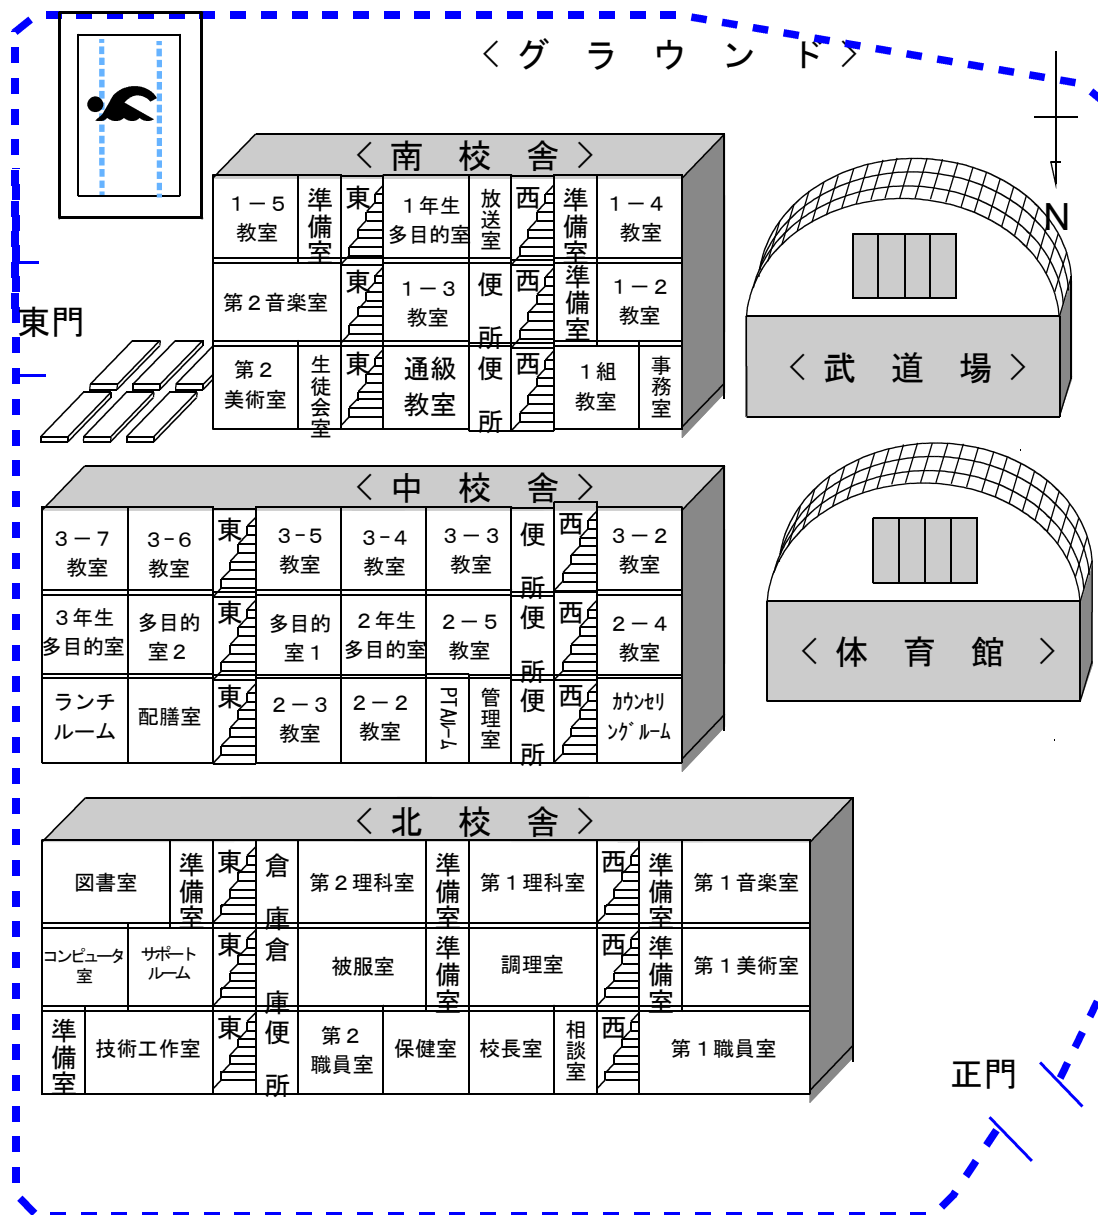 ＜グラウンド＞
N
東門
＜南校舎＞
１－５
教室
準備室
東
１年生
多目的室
放送室
西
準備室
１－４
教室
第２音楽室
東
１－３
教室
便所
西
準備室
１－２
教室
第２
美術室
生徒会室
東
通級
教室
便所
西
１組
教室
事務室
＜武道場＞
＜中校舎＞
３－７
教室
3-6
教室
東
3-5
教室
3-4
教室
３－３
教室
便所
西
３－２
教室
３年生
多目的室
多目的
室２
東
多目的
室１
２年生
多目的室
２－５
教室
便所
西
２－４
教室
ランチ
ルーム
配膳室
東
２－３
教室
２－２
教室
PTAルーム
管理室
便所
西
ｶｳﾝｾﾘ
ﾝｸﾞﾙｰﾑ
＜体育館＞
＜北校舎＞
図書室
準備室
東
倉庫
第２理科室
準備室
第１理科室
西
準備室
第１音楽室
コンピュータ
室
サポート
ルーム
東
倉庫
被服室
準備室
調理室
西
準備室
第１美術室
準備室
技術工作室
東
便所
第２
職員室
保健室
校長室
相談室
西
第１職員室
正門